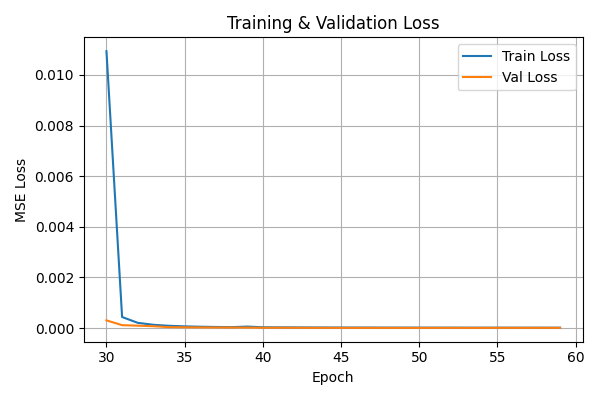 Training & Validation Loss
Train Loss
Val Loss
MSE Loss
0.010
0.008
0.006
0.004
0.002
0.000
30 35 40 45 50 55 60
Epoch